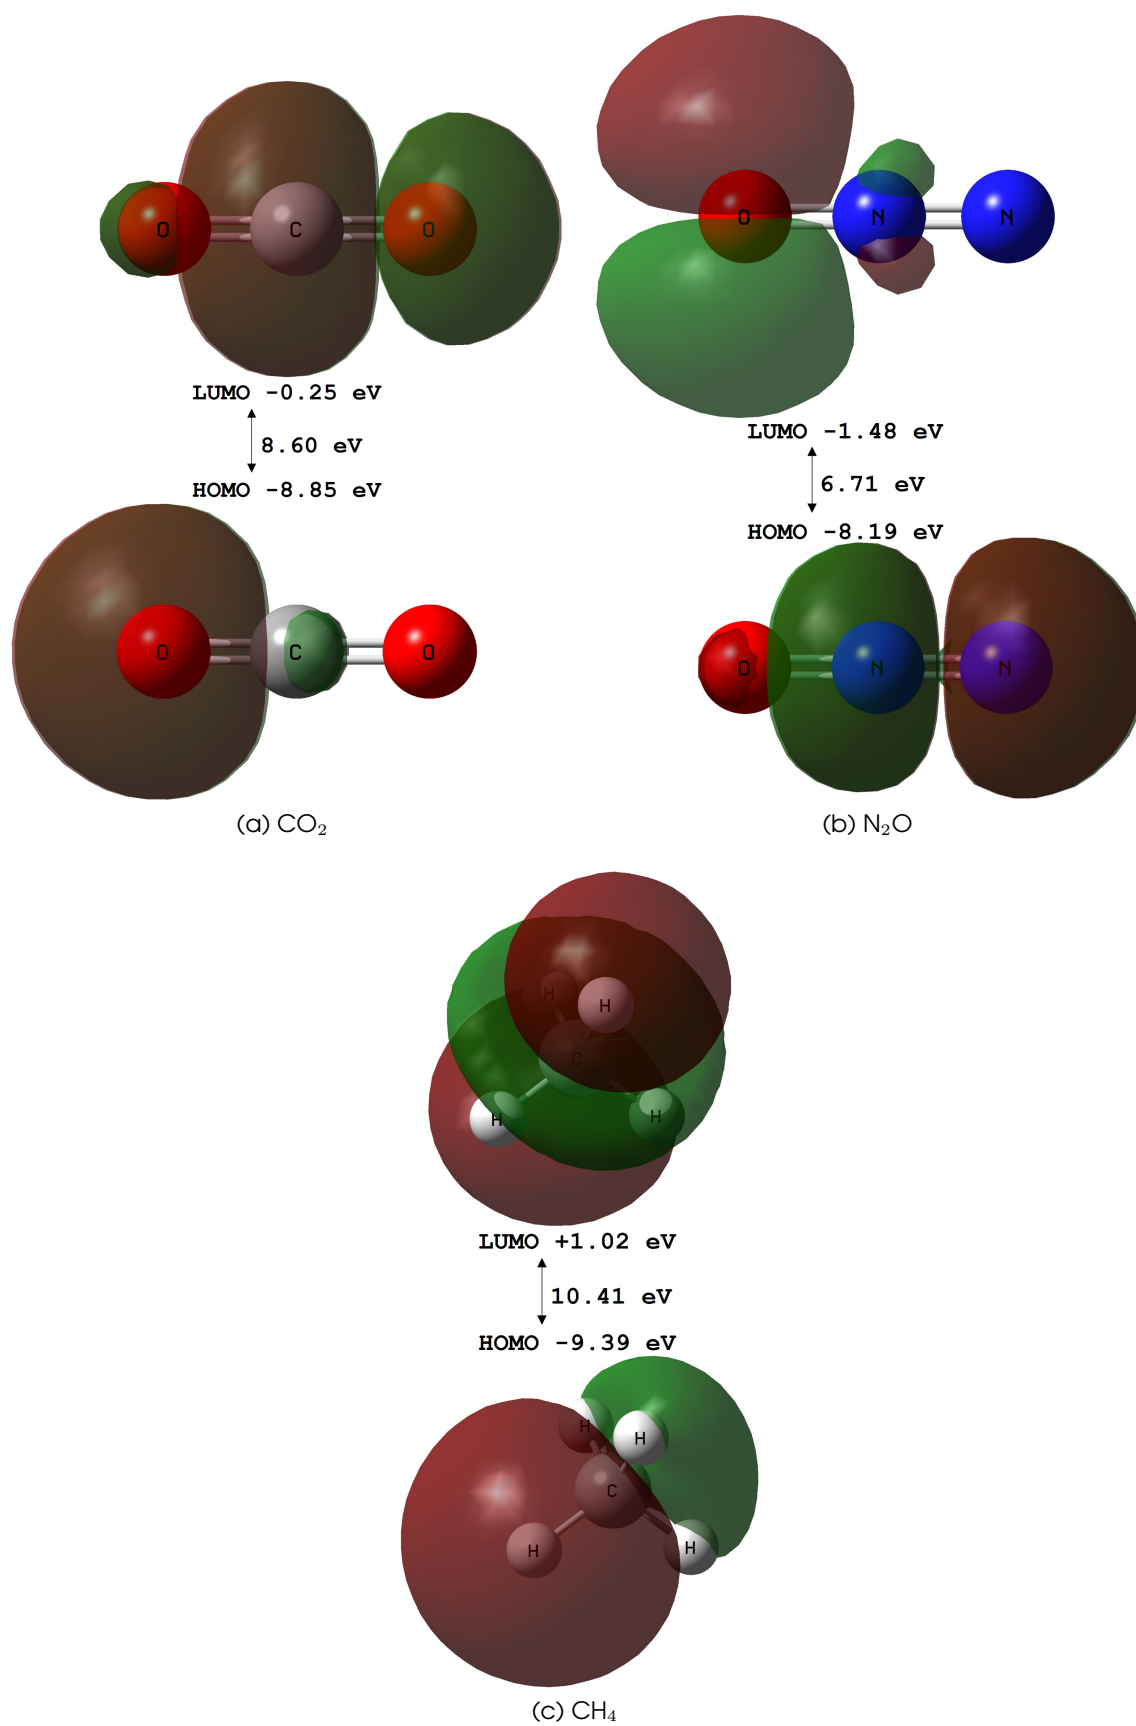 O C O
LUMO -0.25 eV
8.60 eV
HOMO -8.85 eV
O C O
(a) CO₂
O N N
LUMO -1.48 eV
6.71 eV
HOMO -8.19 eV
O N N
(b) N₂O
H
H
C
H
H
LUMO +1.02 eV
10.41 eV
HOMO -9.39 eV
H
H
C
H
H
(c) CH₄